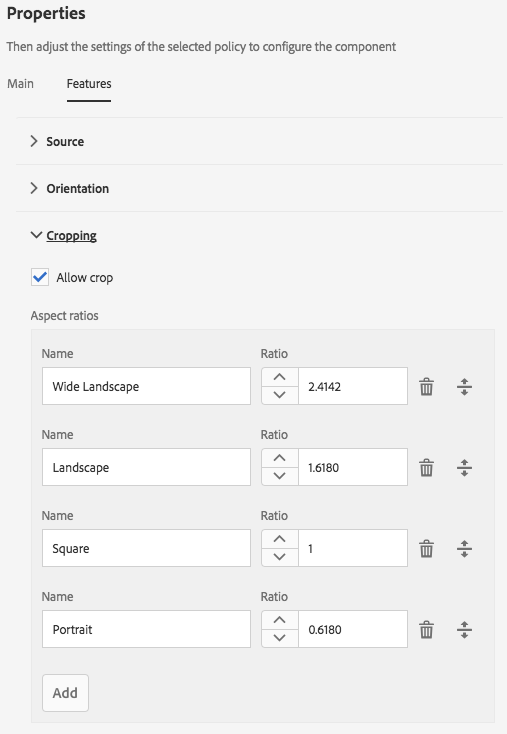 Properties
Then adjust the settings of the selected policy to configure the component
Main Features
Source
Orientation
Cropping
Allow crop
Aspect ratios
Name Ratio
Wide Landscape 2.4142
Name Ratio
Landscape 1.6180
Name Ratio
Square 1
Name Ratio
Portrait 0.6180
Add